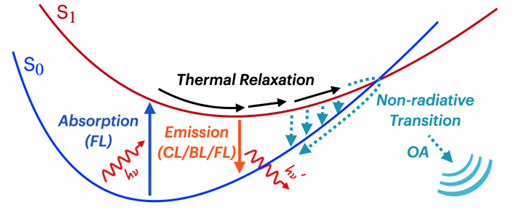 S₁
S₀
Thermal Relaxation
Absorption
(FL)
Emission
(CL/BL/FL)
Non-radiative
Transition
OA
hν
hν'